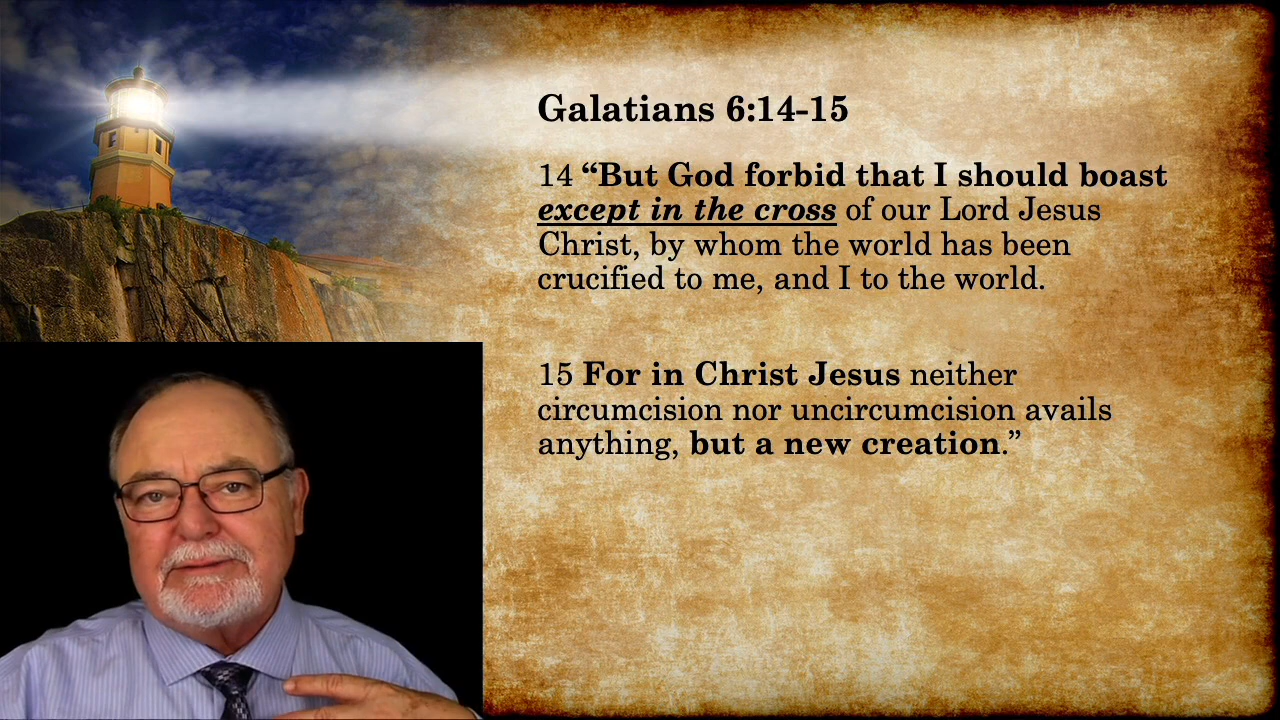 Galatians 6:14-15
14 “But God forbid that I should boast
except in the cross of our Lord Jesus
Christ, by whom the world has been
crucified to me, and I to the world.
15 For in Christ Jesus neither
circumcision nor uncircumcision avails
anything, but a new creation.”